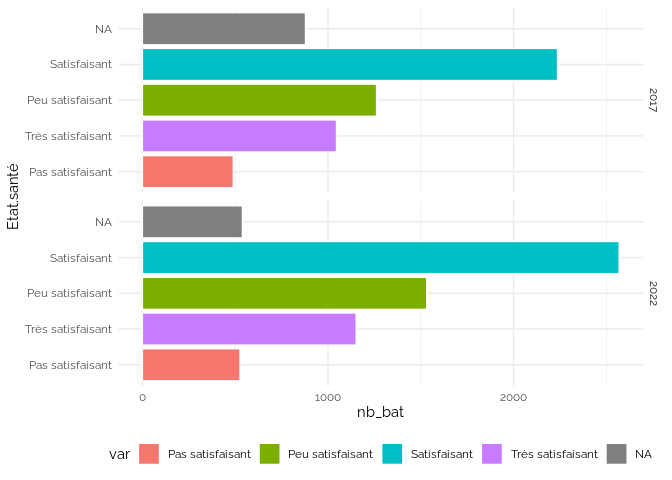 NA
Satisfaisant
Peu satisfaisant
Très satisfaisant
Pas satisfaisant
2017
Etat.santé
NA
Satisfaisant
Peu satisfaisant
Très satisfaisant
Pas satisfaisant
2022
0 1000 2000
nb_bat
var Pas satisfaisant Peu satisfaisant Satisfaisant Très satisfaisant NA